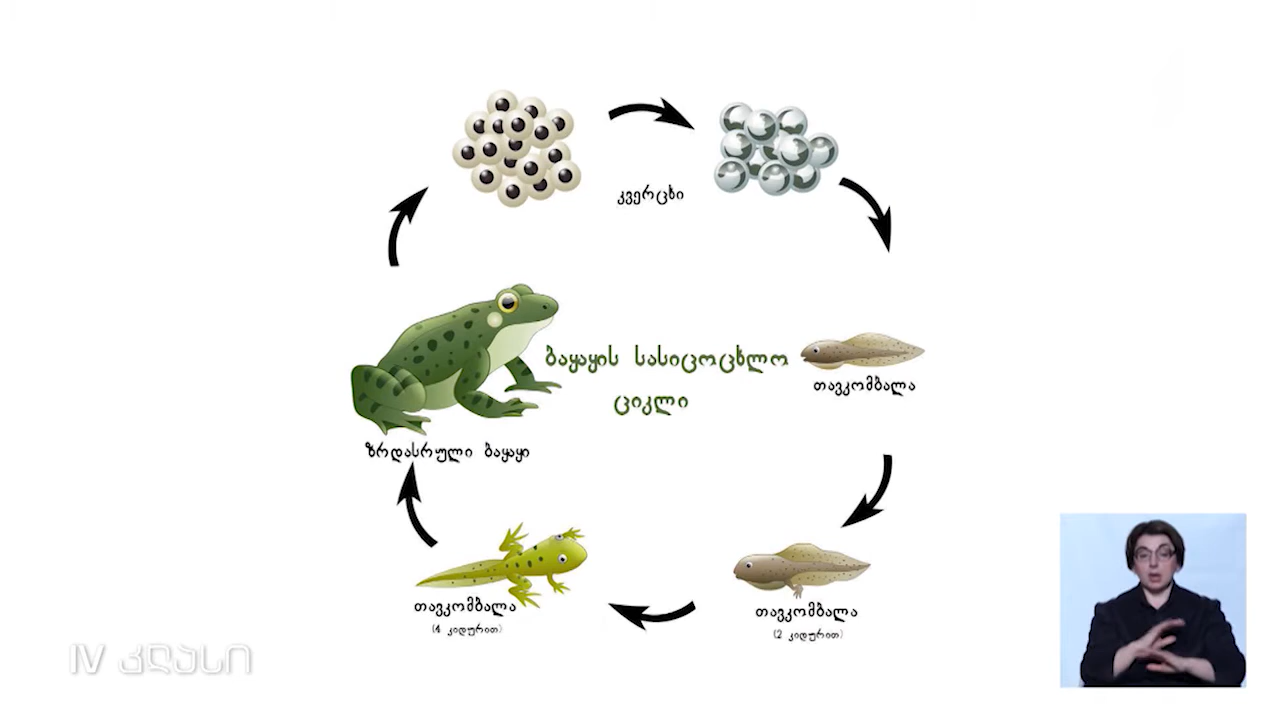 კვერცხი
ბაყაყის სასიცოცხლო
ციკლი
თავკომბალა
ზრდასრული ბაყაყი
თავკომბალა
(4 კიდურით)
თავკომბალა
(2 კიდურით)
IV კლასი